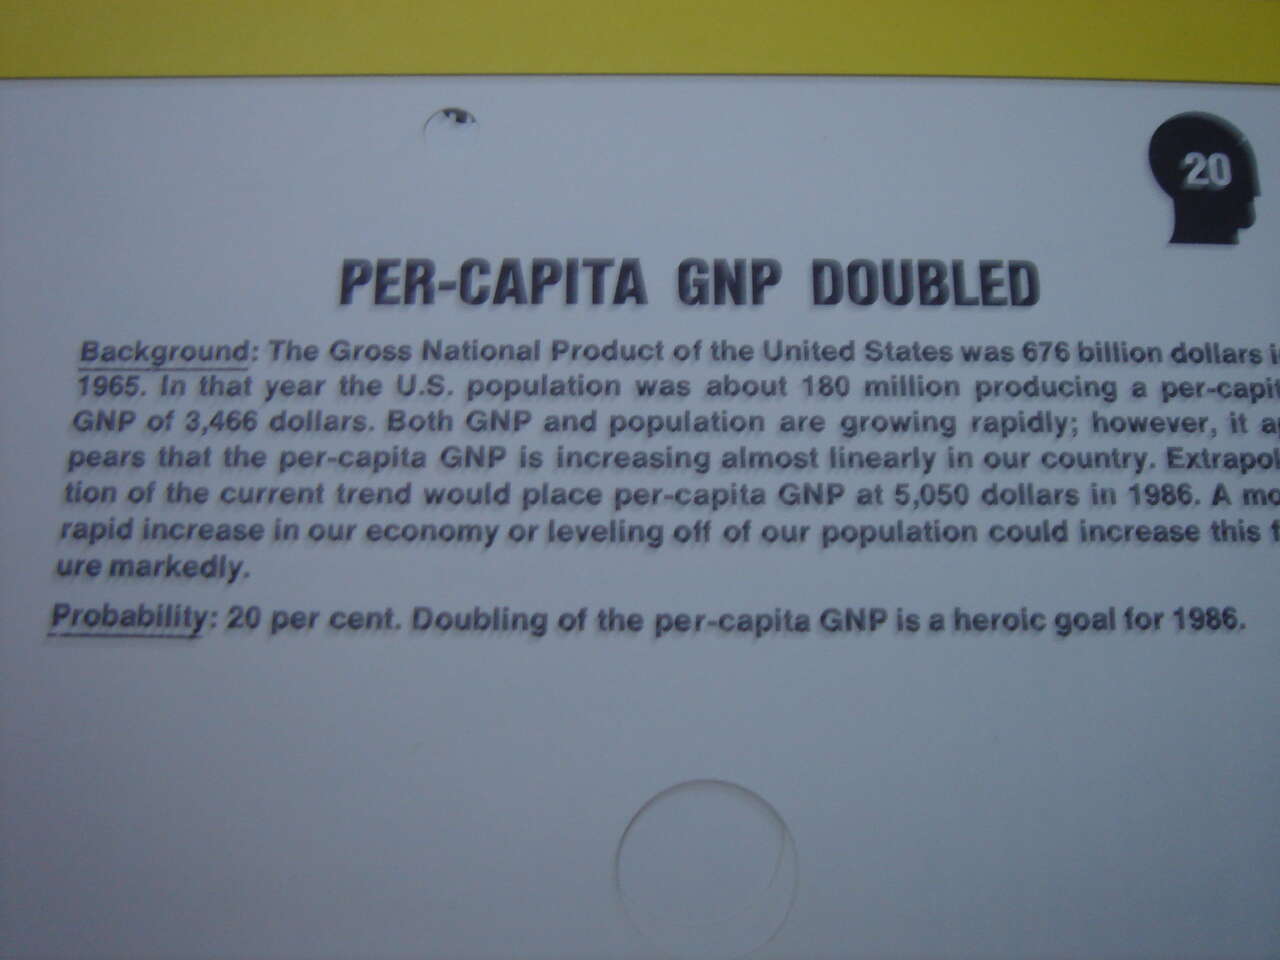 20
PER-CAPITA GNP DOUBLED
Background: The Gross National Product of the United States was 676 billion dollars i
1965. In that year the U.S. population was about 180 million producing a per-capit
GNP of 3,466 dollars. Both GNP and population are growing rapidly; however, it a
pears that the per-capita GNP is increasing almost linearly in our country. Extrapol
tion of the current trend would place per-capita GNP at 5,050 dollars in 1986. A mo
rapid increase in our economy or leveling off of our population could increase this f
ure markedly.
Probability: 20 per cent. Doubling of the per-capita GNP is a heroic goal for 1986.